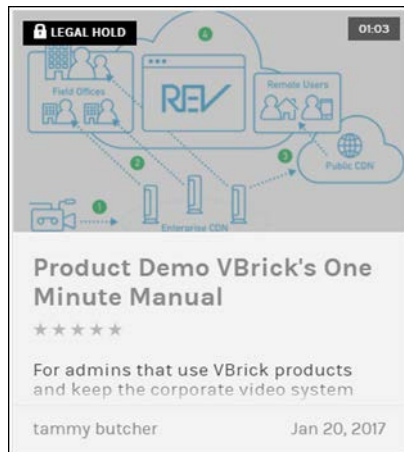 LEGAL HOLD
01:03
4
Field Offices
REV
Remote Users
2
3
Public CDN
1
Enterprise CDN
Product Demo VBrick's One
Minute Manual
For admins that use VBrick products
and keep the corporate video system
tammy butcher
Jan 20, 2017